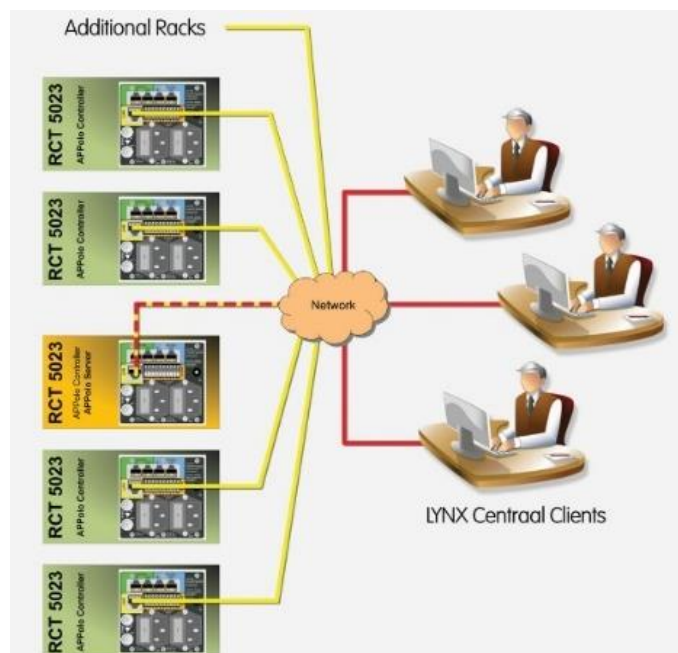 Additional Racks
RCT 5023
APPolo Controller
RCT 5023
APPolo Controller
RCT 5023
APPolo Controller
APPolo Server
RCT 5023
APPolo Controller
RCT 5023
APPolo Controller
Network
LYNX Centraal Clients